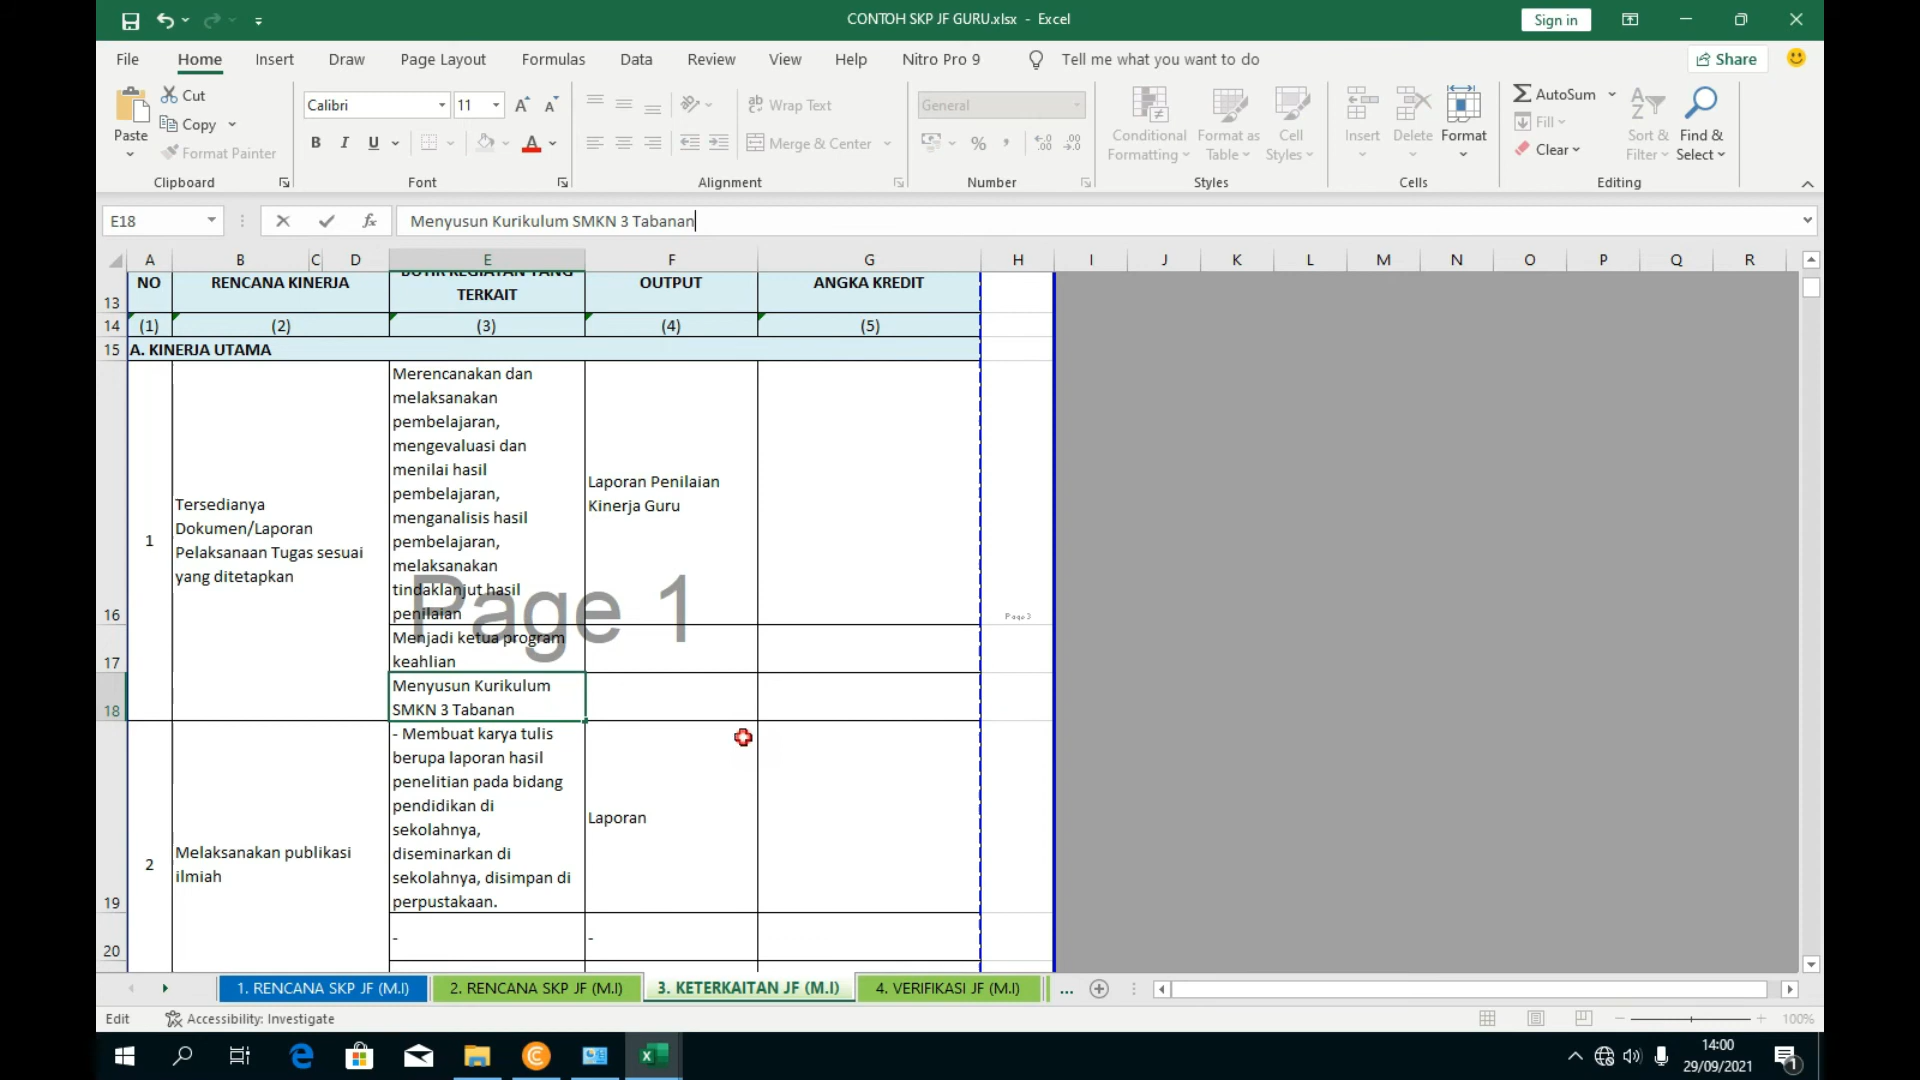 CONTOH SKP JF GURU.xlsx - Excel
Sign in
File Home Insert Draw Page Layout Formulas Data Review View Help Nitro Pro 9 Tell me what you want to do Share
Paste
Cut
Copy
Format Painter
Clipboard
Calibri 11
B I U
Font
Wrap Text
Merge & Center
Alignment
General
Number
Conditional Formatting
Format as Table
Cell Styles
Styles
Insert Delete Format
Cells
AutoSum
Fill
Clear
Sort & Filter
Find & Select
Editing
E18
fx
Menyusun Kurikulum SMKN 3 Tabanan
A B C D E F G H I J K L M N O P Q R
13
NO
RENCANA KINERJA
BUTIR KEGIATAN YANG
TERKAIT
OUTPUT
ANGKA KREDIT
14 (1) (2) (3) (4) (5)
15 A. KINERJA UTAMA
16
1
Tersedianya
Dokumen/Laporan
Pelaksanaan Tugas sesuai
yang ditetapkan
Merencanakan dan
melaksanakan
pembelajaran,
mengevaluasi dan
menilai hasil
pembelajaran,
menganalisis hasil
pembelajaran,
melaksanakan
tindaklanjut hasil
penilaian
Laporan Penilaian
Kinerja Guru
Page 1
Page 3
17
Menjadi ketua program
keahlian
18
Menyusun Kurikulum
SMKN 3 Tabanan
19
2
Melaksanakan publikasi
ilmiah
- Membuat karya tulis
berupa laporan hasil
penelitian pada bidang
pendidikan di
sekolahnya,
diseminarkan di
sekolahnya, disimpan di
perpustakaan.
Laporan
20
-
-
1. RENCANA SKP JF (M.I) 2. RENCANA SKP JF (M.I) 3. KETERKAITAN JF (M.I) 4. VERIFIKASI JF (M.I) ...
Edit Accessibility: Investigate 100%
14:00
29/09/2021
1